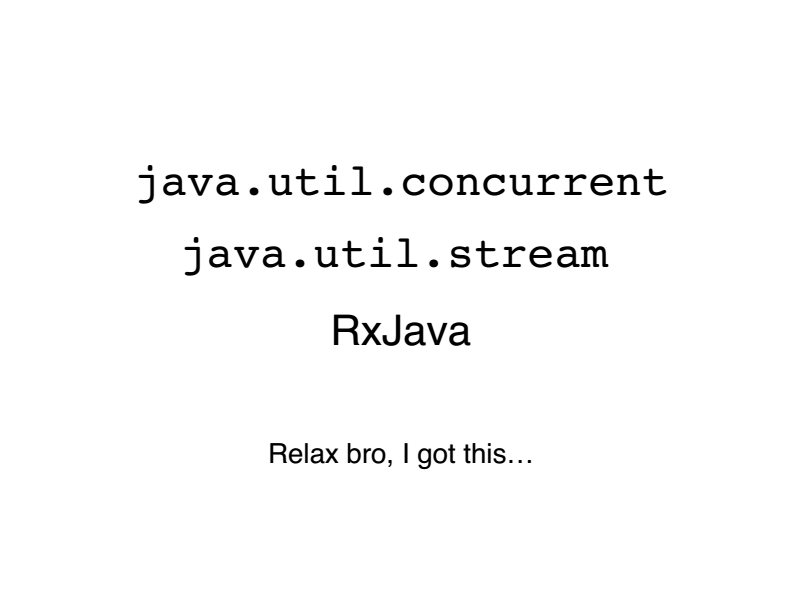 java.util.concurrent
java.util.stream
RxJava
Relax bro, I got this…